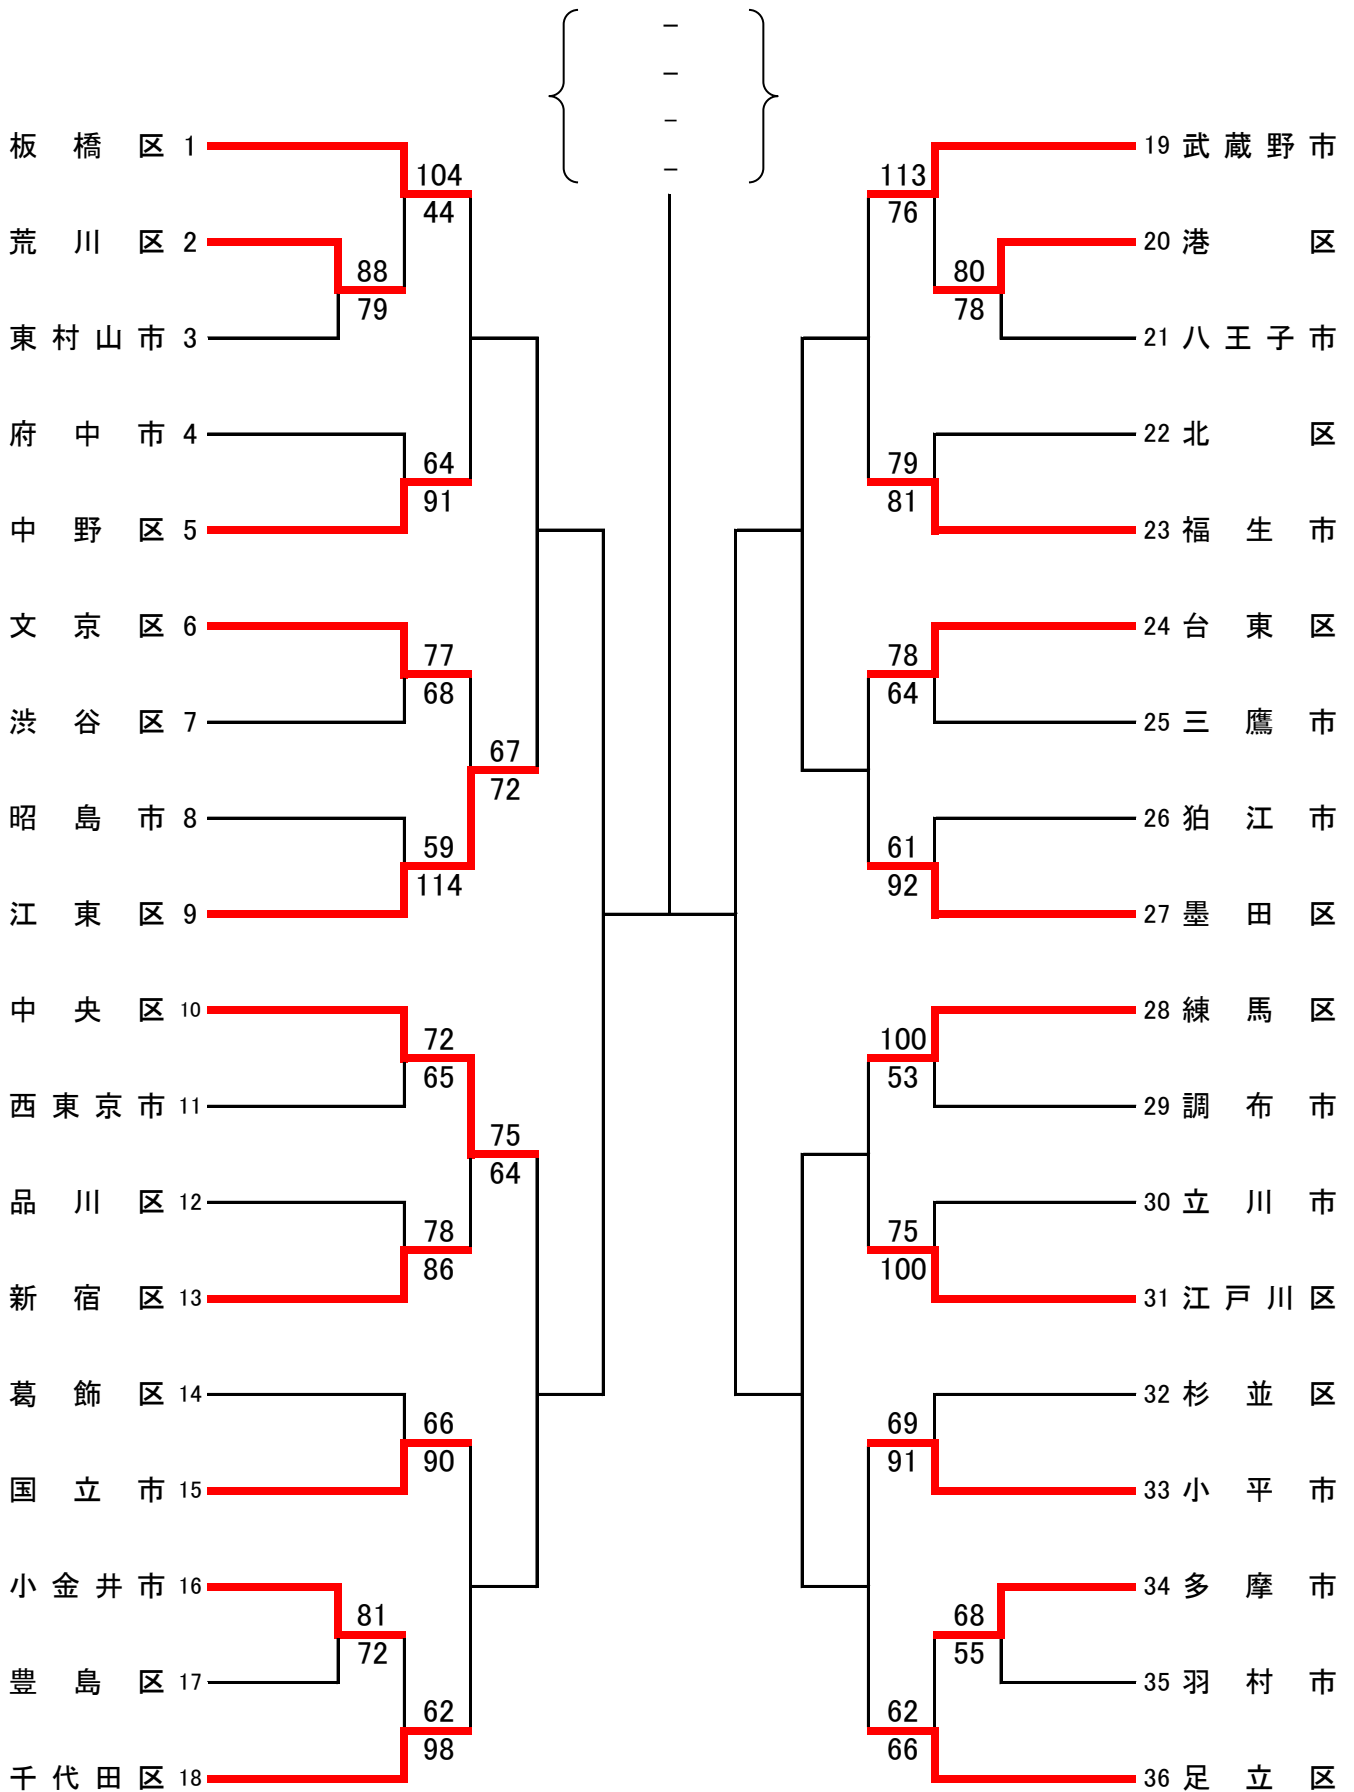 －
－
－
－
板橋区 1
104
44
荒川区 2
88
79
東村山市 3
府中市 4
64
91
中野区 5
文京区 6
77
68
渋谷区 7
67
72
昭島市 8
59
114
江東区 9
中央区 10
72
65
西東京市 11
75
64
品川区 12
78
86
新宿区 13
葛飾区 14
66
90
国立市 15
小金井市 16
81
72
豊島区 17
62
98
千代田区 18
19 武蔵野市
113
76
20 港区
80
78
21 八王子市
22 北区
79
81
23 福生市
24 台東区
78
64
25 三鷹市
26 狛江市
61
92
27 墨田区
28 練馬区
100
53
29 調布市
30 立川市
75
100
31 江戸川区
32 杉並区
69
91
33 小平市
34 多摩市
68
55
35 羽村市
62
66
36 足立区